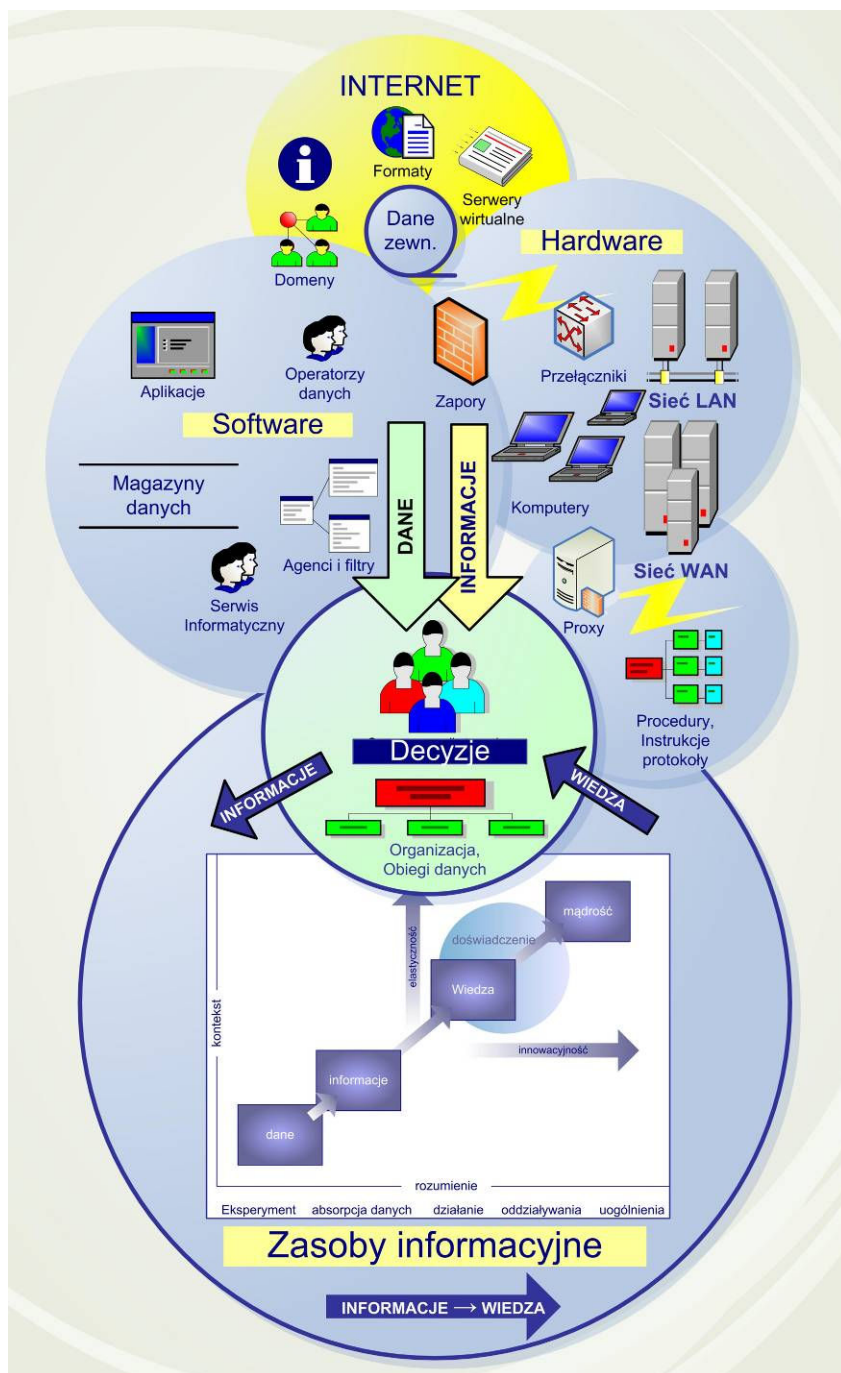 INTERNET
Formaty
Serwery
wirtualne
Dane
zewn.
Domeny
Hardware
Aplikacje
Operatorzy
danych
Zapory
Przełączniki
Sieć LAN
Software
Magazyny
danych
Agenci i filtry
Serwis
Informatyczny
DANE
INFORMACJE
Komputery
Sieć WAN
Proxy
Procedury,
Instrukcje
protokoły
Decyzje
INFORMACJE
WIEDZA
Organizacja,
Obiegi danych
kontekst
elastyczność
mądrość
doświadczenie
Wiedza
innowacyjność
informacje
dane
rozumienie
Eksperyment absorpcja danych działanie oddziaływania uogólnienia
Zasoby informacyjne
INFORMACJE → WIEDZA